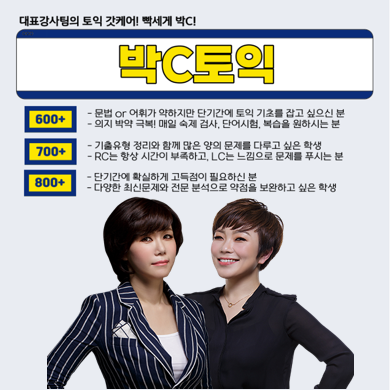 대표강사팀의 토익 갓케어! 빡세게 박C!
박C토익
600+
- 문법 or 어휘가 약하지만 단기간에 토익 기초를 잡고 싶으신 분
- 의지 박약 극복! 매일 숙제 검사, 단어시험, 복습을 원하시는 분
700+
- 기출유형 정리와 함께 많은 양의 문제를 다루고 싶은 학생
- RC는 항상 시간이 부족하고, LC는 느낌으로 문제를 푸시는 분
800+
- 단기간에 확실하게 고득점이 필요하신 분
- 다양한 최신문제와 전문 분석으로 약점을 보완하고 싶은 학생